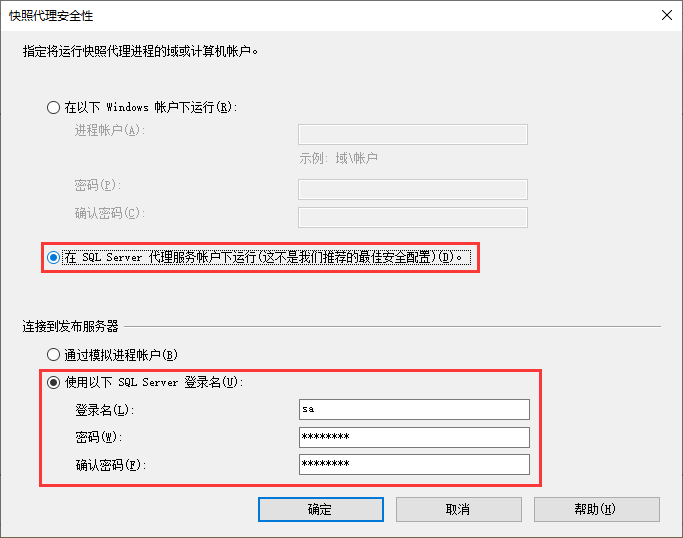 快照代理安全性
指定将运行快照代理进程的域或计算机帐户。
在以下 Windows 帐户下运行(R):
进程帐户(A):
示例: 域\帐户
密码(P):
确认密码(C):
在 SQL Server 代理服务帐户下运行(这不是我们推荐的最佳安全配置)(D)。
连接到发布服务器
通过模拟进程帐户(B)
使用以下 SQL Server 登录名(U):
登录名(L): sa
密码(W): ********
确认密码(F): ********
确定 取消 帮助(H)